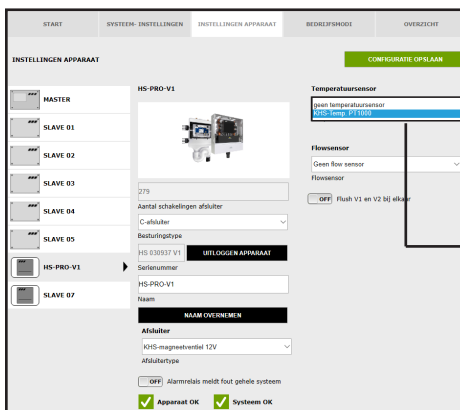 START
SYSTEEM- INSTELLINGEN
INSTELLINGEN APPARAAT
BEDRIJFSMODI
OVERZICHT
INSTELLINGEN APPARAAT
CONFIGURATIE OPSLAAN
MASTER
SLAVE 01
SLAVE 02
SLAVE 03
SLAVE 04
SLAVE 05
HS-PRO-V1
SLAVE 07
HS-PRO-V1
279
Aantal schakelingen afsluiter
C-afsluiter
Besturingstype
HS 030937 V1
UITLOGGEN APPARAAT
Serienummer
HS-PRO-V1
Naam
NAAM OVERNEMEN
Afsluiter
KHS-magneetventiel 12V
Afsluitertype
OFF Alarmrelais meldt fout gehele systeem
Apparaat OK
Systeem OK
Temperatuursensor
geen temperatuursensor
KHS-Temp. PT1000
Flowsensor
Geen flow sensor
Flowsensor
OFF Flush V1 en V2 bij elkaar